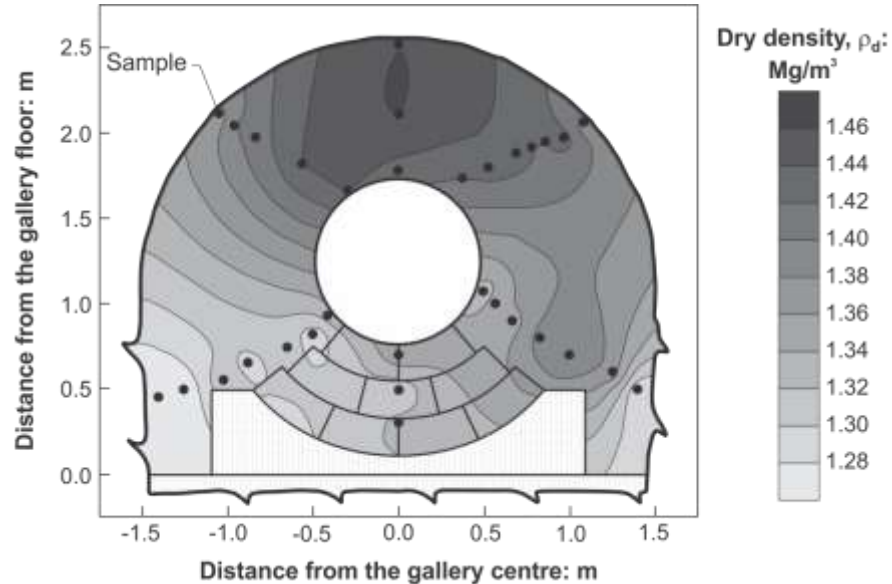 Dry density, ρd:
Mg/m³
Sample
2.5
2.0
1.5
1.0
0.5
0.0
Distance from the gallery floor: m
-1.5 -1.0 -0.5 0.0 0.5 1.0 1.5
Distance from the gallery centre: m
1.46
1.44
1.42
1.40
1.38
1.36
1.34
1.32
1.30
1.28